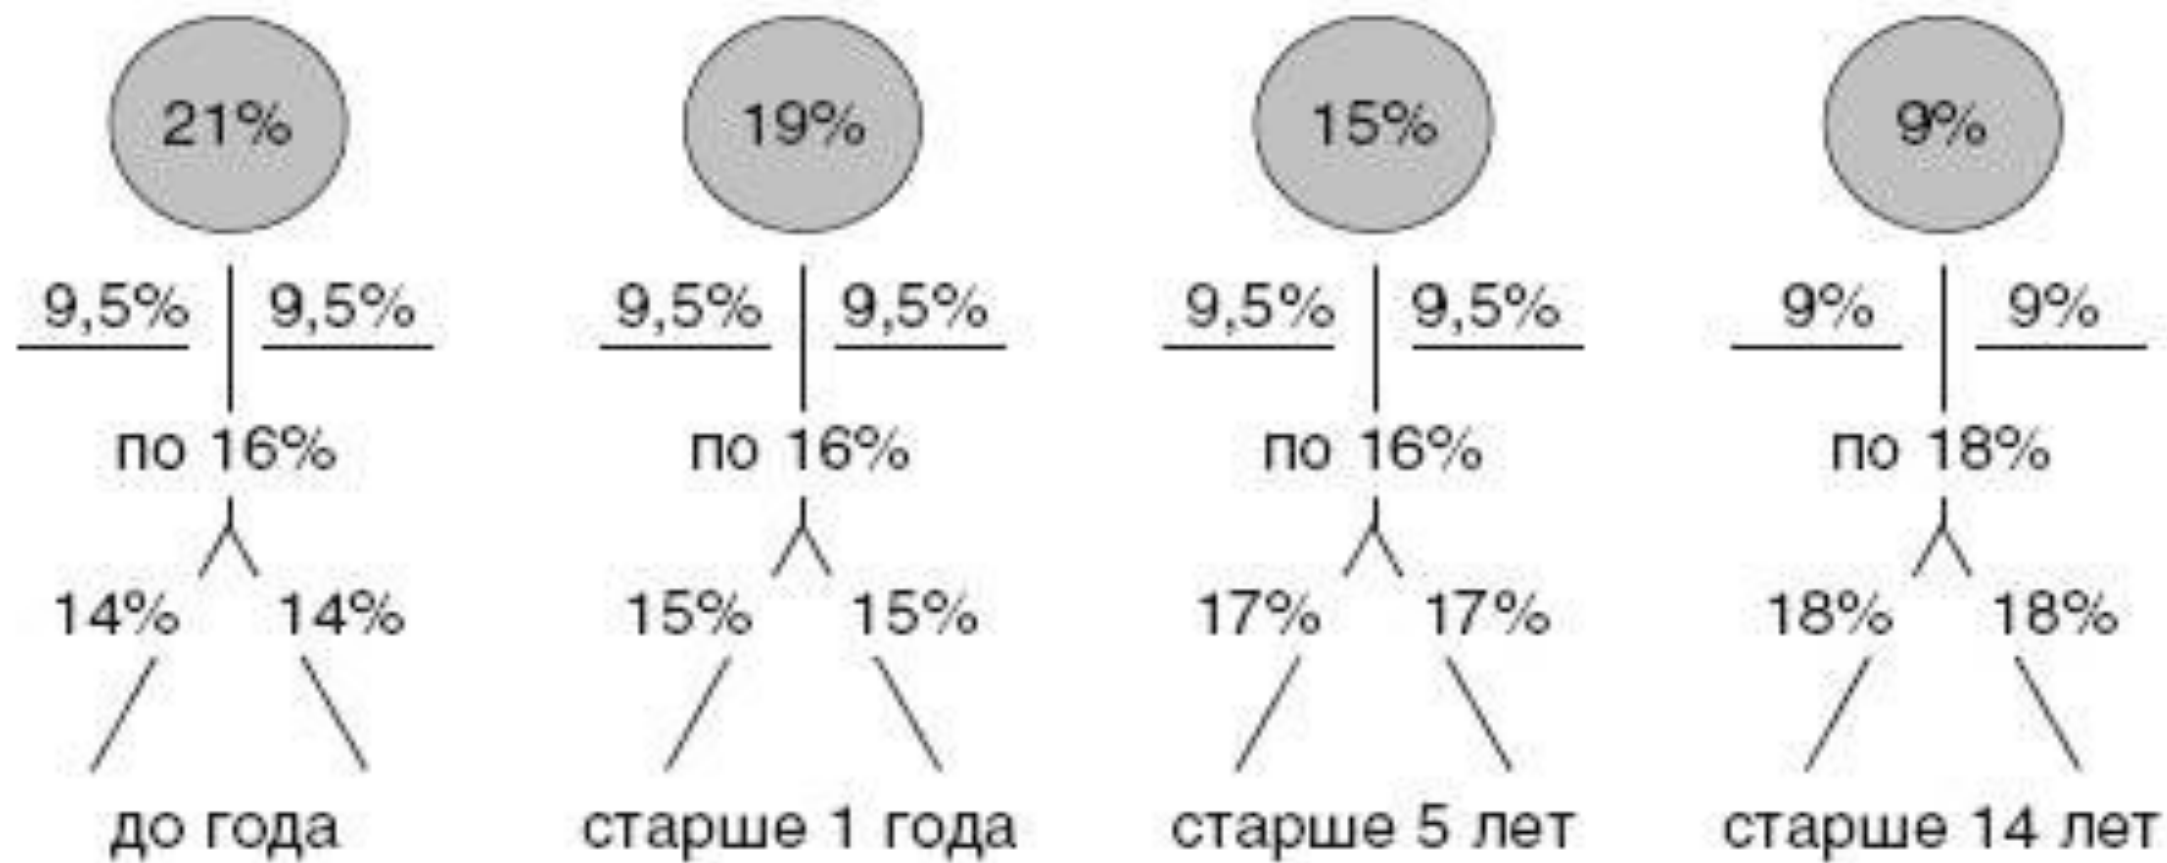 21% 19% 15% 9%
9,5% 9,5% 9,5% 9,5% 9,5% 9,5% 9% 9%
по 16% по 16% по 16% по 18%
14% 14% 15% 15% 17% 17% 18% 18%
до года старше 1 года старше 5 лет старше 14 лет